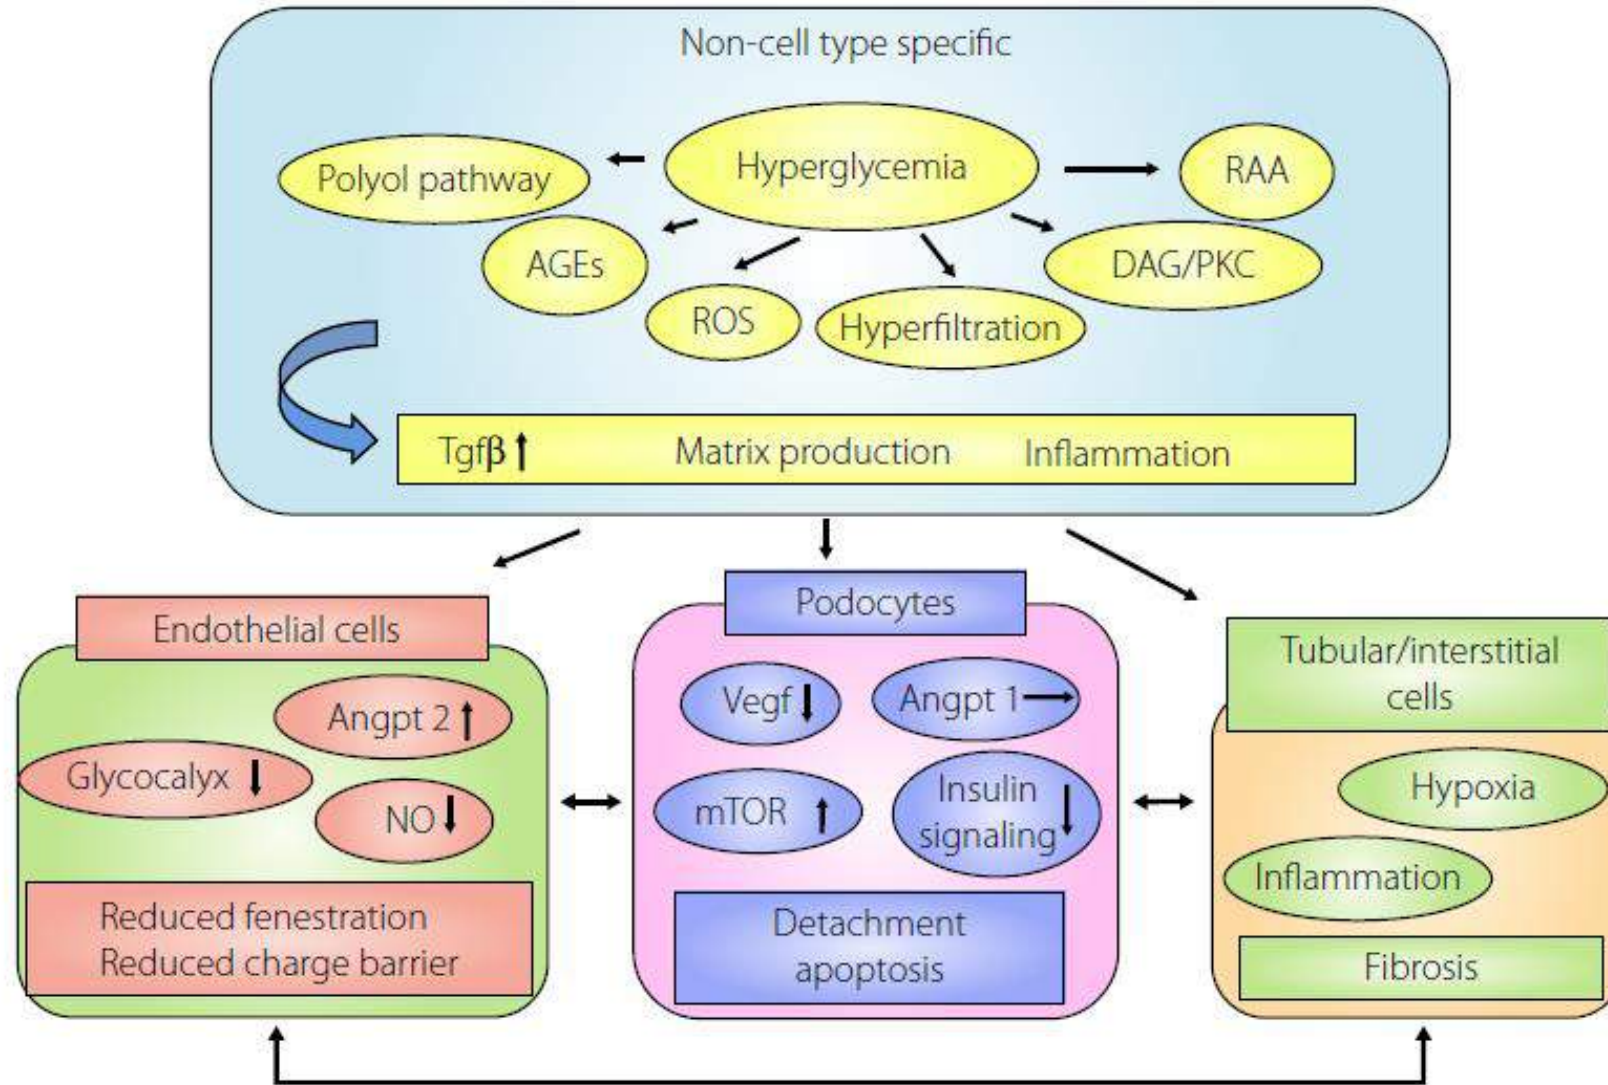 Non-cell type specific
Hyperglycemia
Polyol pathway
RAA
AGEs
DAG/PKC
ROS
Hyperfiltration
Tgfβ↑ Matrix production Inflammation
Endothelial cells
Angpt 2↑
Glycocalyx ↓
NO↓
Reduced fenestration
Reduced charge barrier
Podocytes
Vegf↓
Angpt 1→
mTOR ↑
Insulin
signaling↓
Detachment
apoptosis
Tubular/interstitial
cells
Hypoxia
Inflammation
Fibrosis